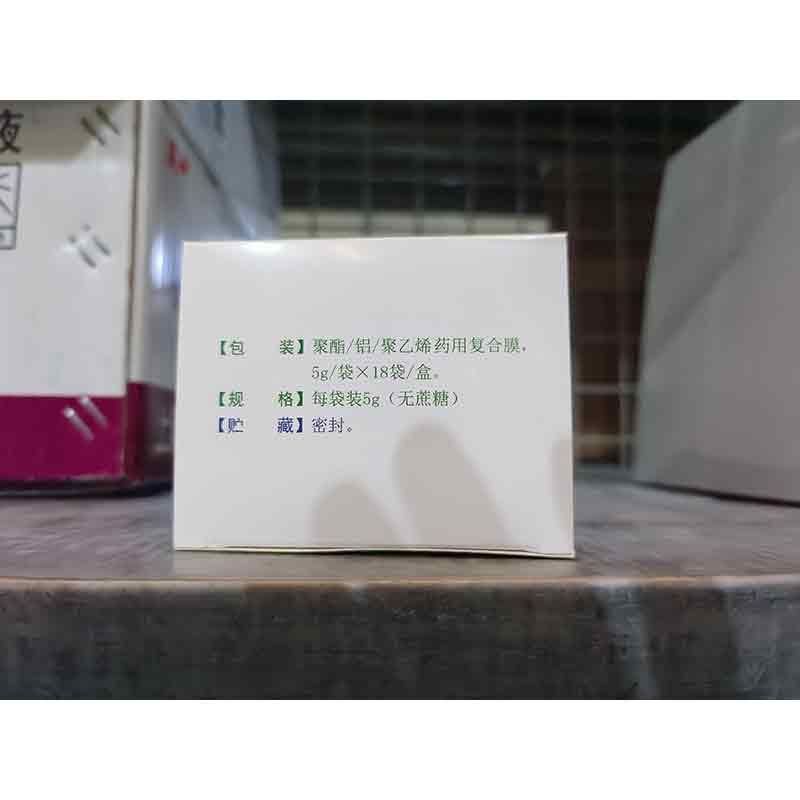 液
【包　　装】聚酯/铝/聚乙烯药用复合膜,
5g/袋×18袋/盒。
【规　　格】每袋装5g（无蔗糖）
【贮　　藏】密封。